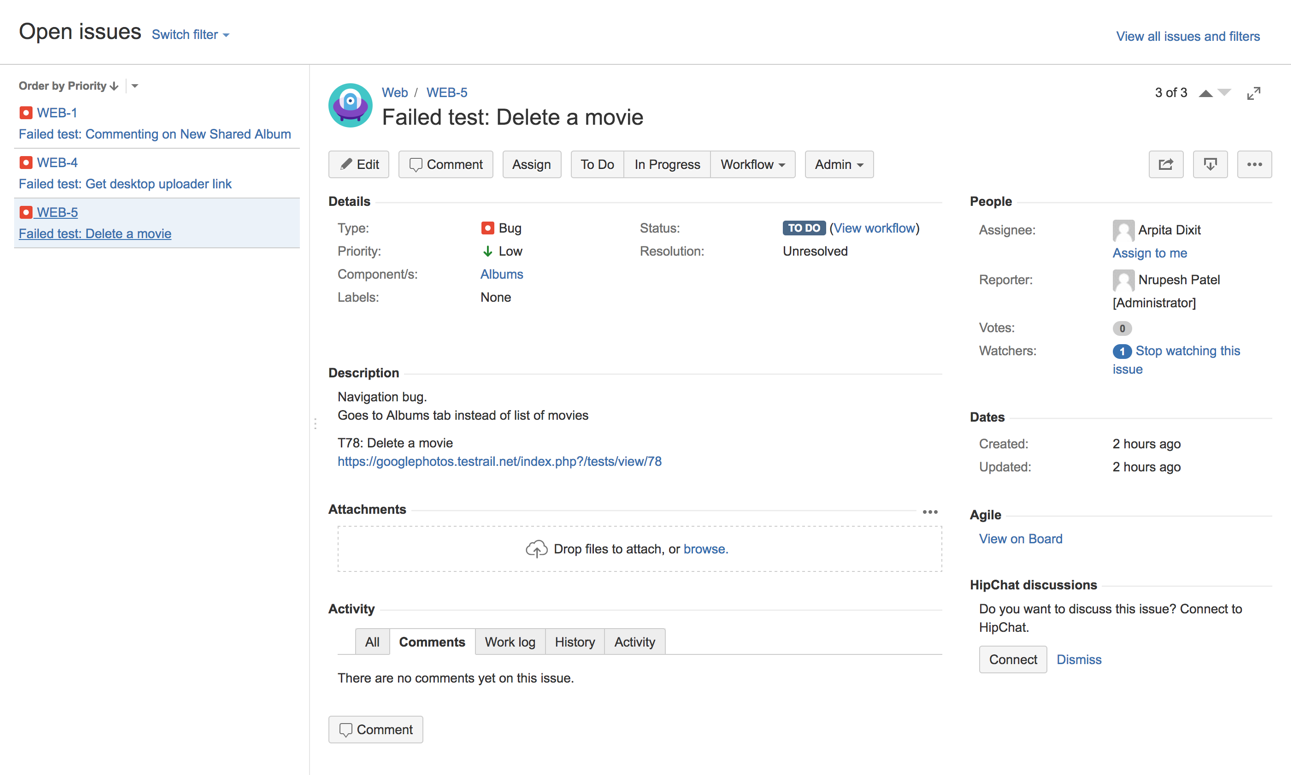 Open issues Switch filter
View all issues and filters
Order by Priority
WEB-1
Failed test: Commenting on New Shared Album
WEB-4
Failed test: Get desktop uploader link
WEB-5
Failed test: Delete a movie
Web / WEB-5
Failed test: Delete a movie
3 of 3
Edit Comment Assign To Do In Progress Workflow Admin
Details
Type: Bug
Status: TO DO (View workflow)
Priority: Low
Resolution: Unresolved
Component/s: Albums
Labels: None
Description
Navigation bug.
Goes to Albums tab instead of list of movies
T78: Delete a movie
https://googlephotos.testrail.net/index.php?/tests/view/78
Attachments
Drop files to attach, or browse.
Activity
All Comments Work log History Activity
There are no comments yet on this issue.
Comment
People
Assignee: Arpita Dixit
Assign to me
Reporter: Nrupesh Patel
[Administrator]
Votes: 0
Watchers: 1 Stop watching this
issue
Dates
Created: 2 hours ago
Updated: 2 hours ago
Agile
View on Board
HipChat discussions
Do you want to discuss this issue? Connect to
HipChat.
Connect Dismiss